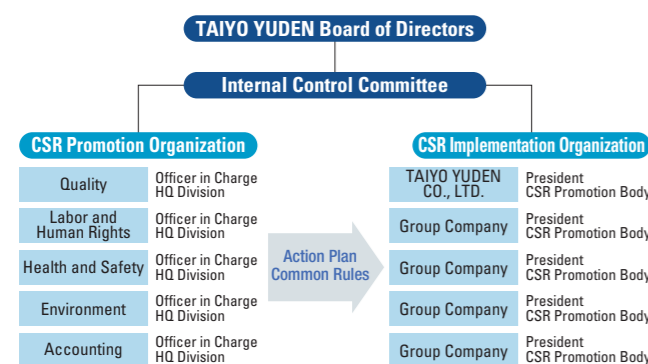 TAIYO YUDEN Board of Directors
Internal Control Committee
CSR Promotion Organization
Quality
Officer in Charge
HQ Division
Labor and
Human Rights
Officer in Charge
HQ Division
Health and Safety
Officer in Charge
HQ Division
Environment
Officer in Charge
HQ Division
Accounting
Officer in Charge
HQ Division
Action Plan
Common Rules
CSR Implementation Organization
TAIYO YUDEN
CO., LTD.
President
CSR Promotion Body
Group Company
President
CSR Promotion Body
Group Company
President
CSR Promotion Body
Group Company
President
CSR Promotion Body
Group Company
President
CSR Promotion Body